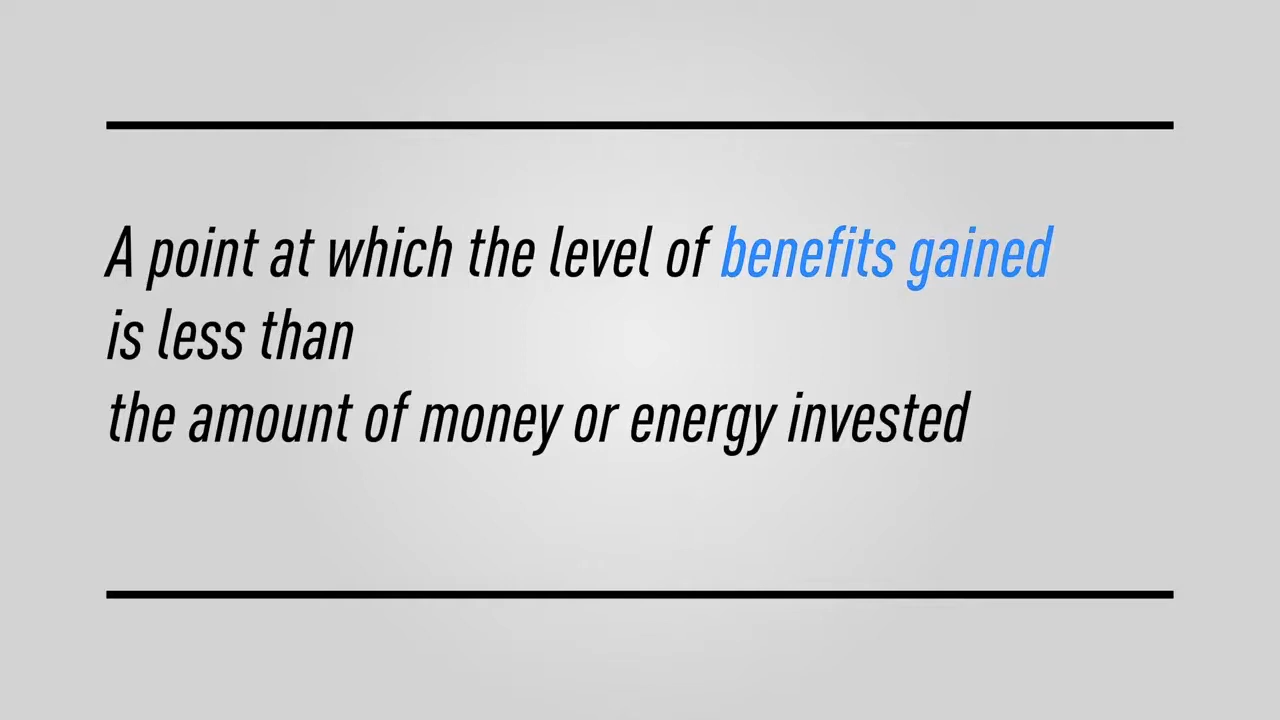 A point at which the level of benefits gained
is less than
the amount of money or energy invested